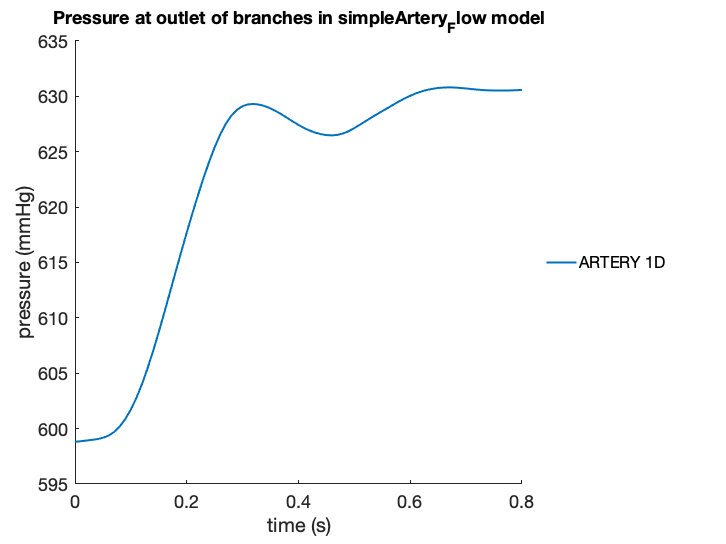 Pressure at outlet of branches in simpleArtery_Flow model
635
630
625
620
615
610
605
600
595
pressure (mmHg)
0 0.2 0.4 0.6 0.8
time (s)
ARTERY 1D